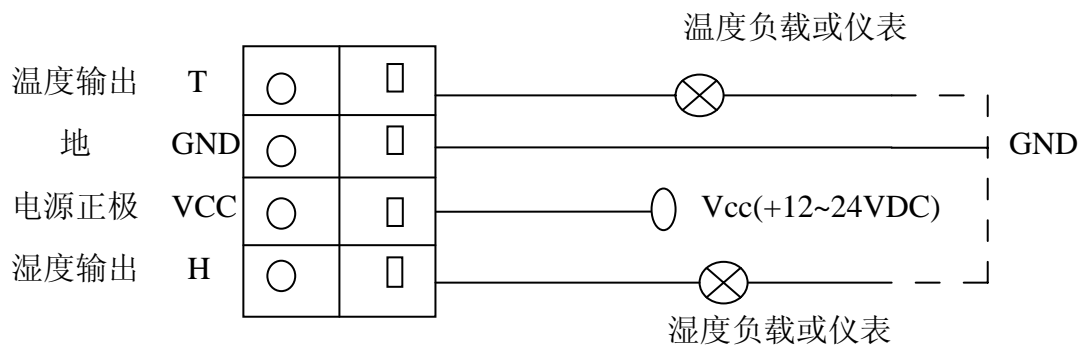 温度负载或仪表
温度输出 T
地 GND GND
电源正极 VCC Vcc(+12~24VDC)
湿度输出 H
湿度负载或仪表